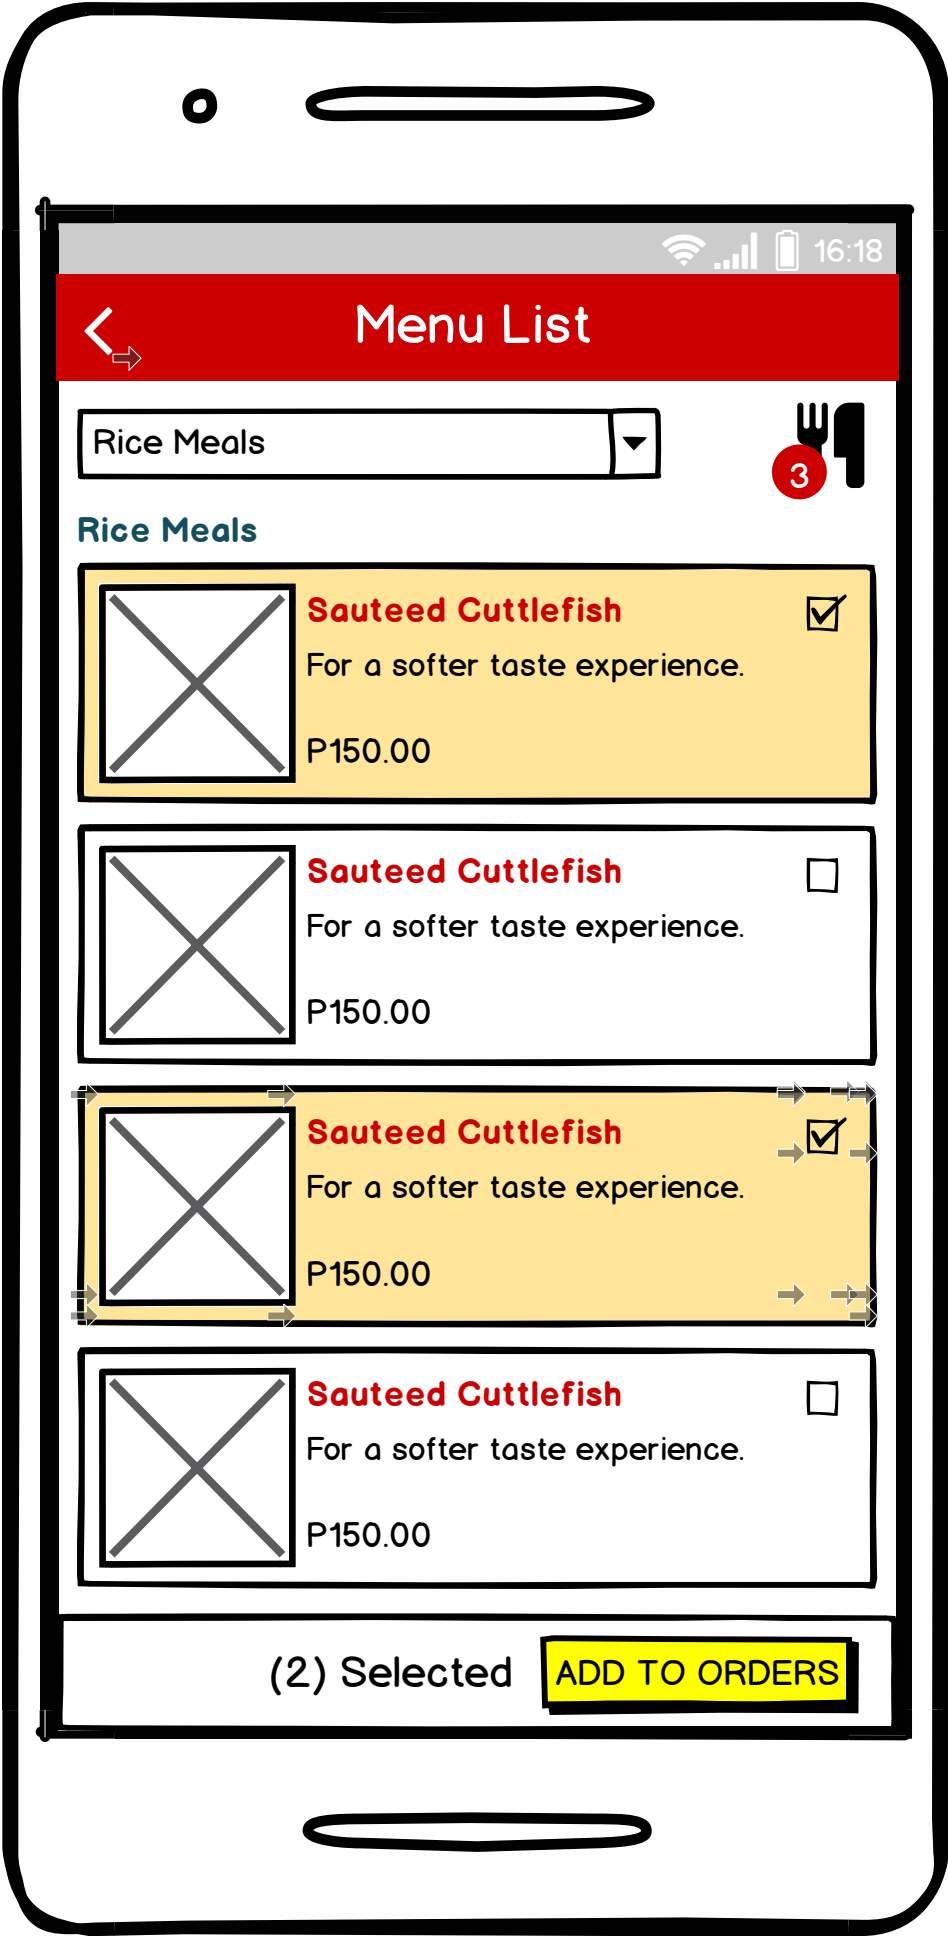 16:18
Menu List
Rice Meals
3
Rice Meals
Sauteed Cuttlefish
For a softer taste experience.
P150.00
Sauteed Cuttlefish
For a softer taste experience.
P150.00
Sauteed Cuttlefish
For a softer taste experience.
P150.00
Sauteed Cuttlefish
For a softer taste experience.
P150.00
(2) Selected ADD TO ORDERS